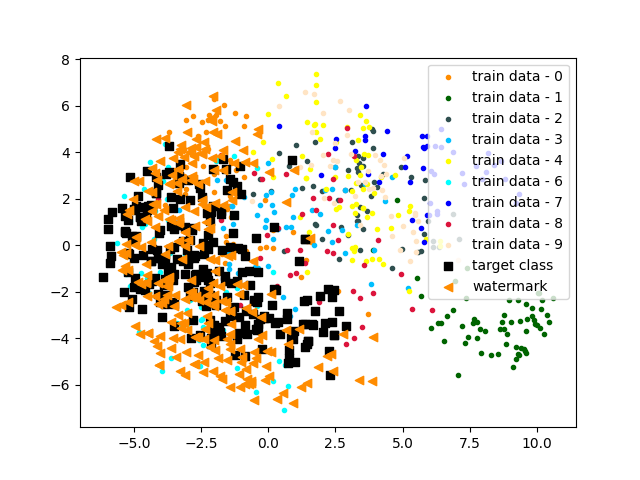 8
6
4
2
0
−2
−4
−6
−5.0
−2.5
0.0
2.5
5.0
7.5
10.0
train data - 0
train data - 1
train data - 2
train data - 3
train data - 4
train data - 6
train data - 7
train data - 8
train data - 9
target class
watermark